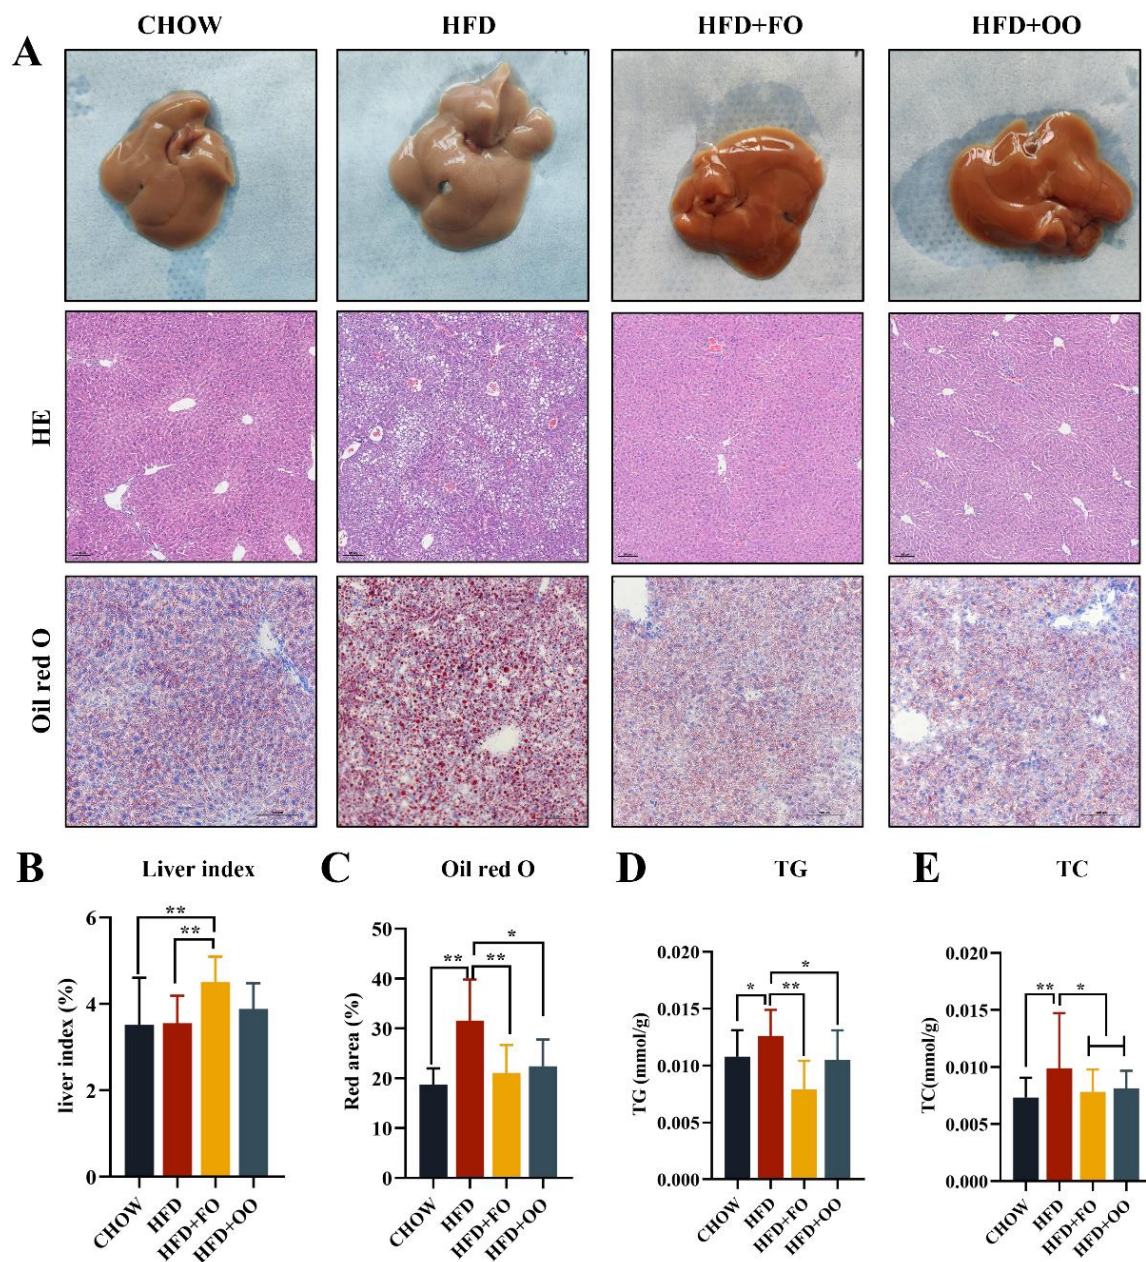 CHOW HFD HFD+FO HFD+OO
A
HE
Oil red O
B Liver index
C Oil red O
D TG
E TC
liver index (%)
6
4
2
0
** 
**
CHOW HFD HFD+FO HFD+OO
Red area (%)
50
40
30
20
10
0
**
**
*
CHOW HFD HFD+FO HFD+OO
TG (mmol/g)
0.020
0.015
0.010
0.005
0.000
*
**
*
CHOW HFD HFD+FO HFD+OO
TC(mmol/g)
0.020
0.015
0.010
0.005
0.000
**
*
CHOW HFD HFD+FO HFD+OO